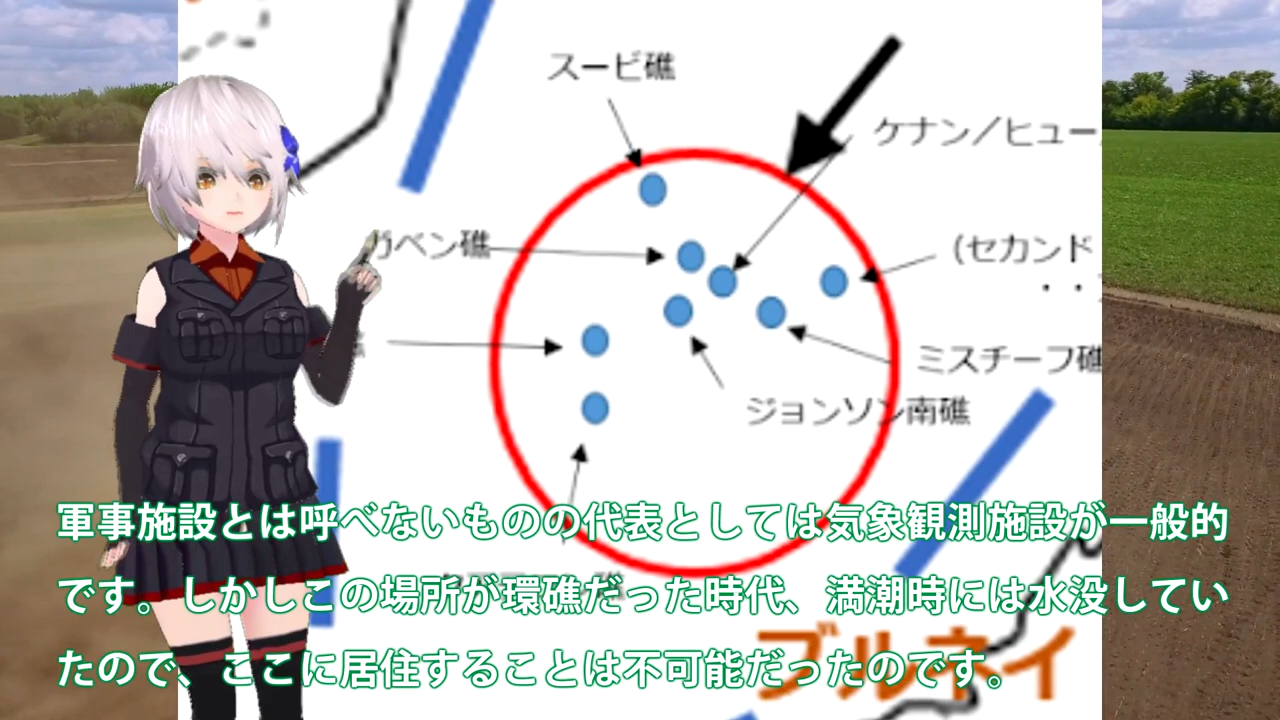 スービ礁
ケナン／ヒュー
ガベン礁
(セカンド
・・
ミスチーフ礁
ジョンソン南礁
軍事施設とは呼べないものの代表としては気象観測施設が一般的
です。しかしこの場所が環礁だった時代、満潮時には水没してい
たので、ここに居住することは不可能だったのです。
ブルネイ